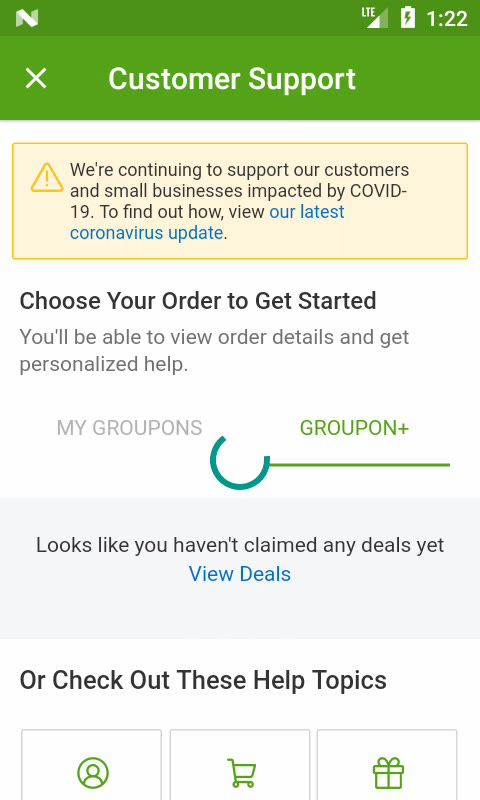 LTE 1:22
Customer Support
We're continuing to support our customers
and small businesses impacted by COVID-
19. To find out how, view our latest
coronavirus update.
Choose Your Order to Get Started
You'll be able to view order details and get
personalized help.
MY GROUPONS GROUPON+
Looks like you haven't claimed any deals yet
View Deals
Or Check Out These Help Topics